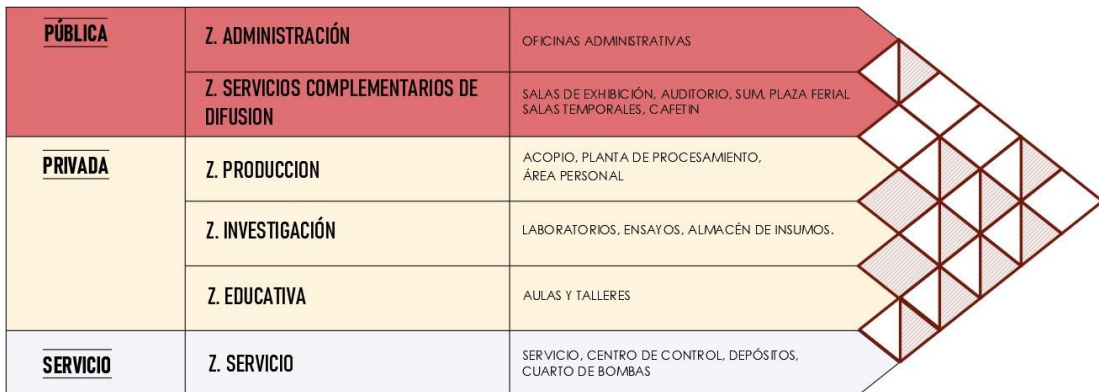 PÚBLICA
Z. ADMINISTRACIÓN
OFICINAS ADMINISTRATIVAS
Z. SERVICIOS COMPLEMENTARIOS DE
DIFUSION
SALAS DE EXHIBICIÓN, AUDITORIO, SUM, PLAZA FERIAL
SALAS TEMPORALES, CAFETIN
PRIVADA
Z. PRODUCCION
ACOPIO, PLANTA DE PROCESAMIENTO,
ÁREA PERSONAL
Z. INVESTIGACIÓN
LABORATORIOS, ENSAYOS, ALMACÉN DE INSUMOS.
Z. EDUCATIVA
AULAS Y TALLERES
SERVICIO
Z. SERVICIO
SERVICIO, CENTRO DE CONTROL, DEPÓSITOS,
CUARTO DE BOMBAS